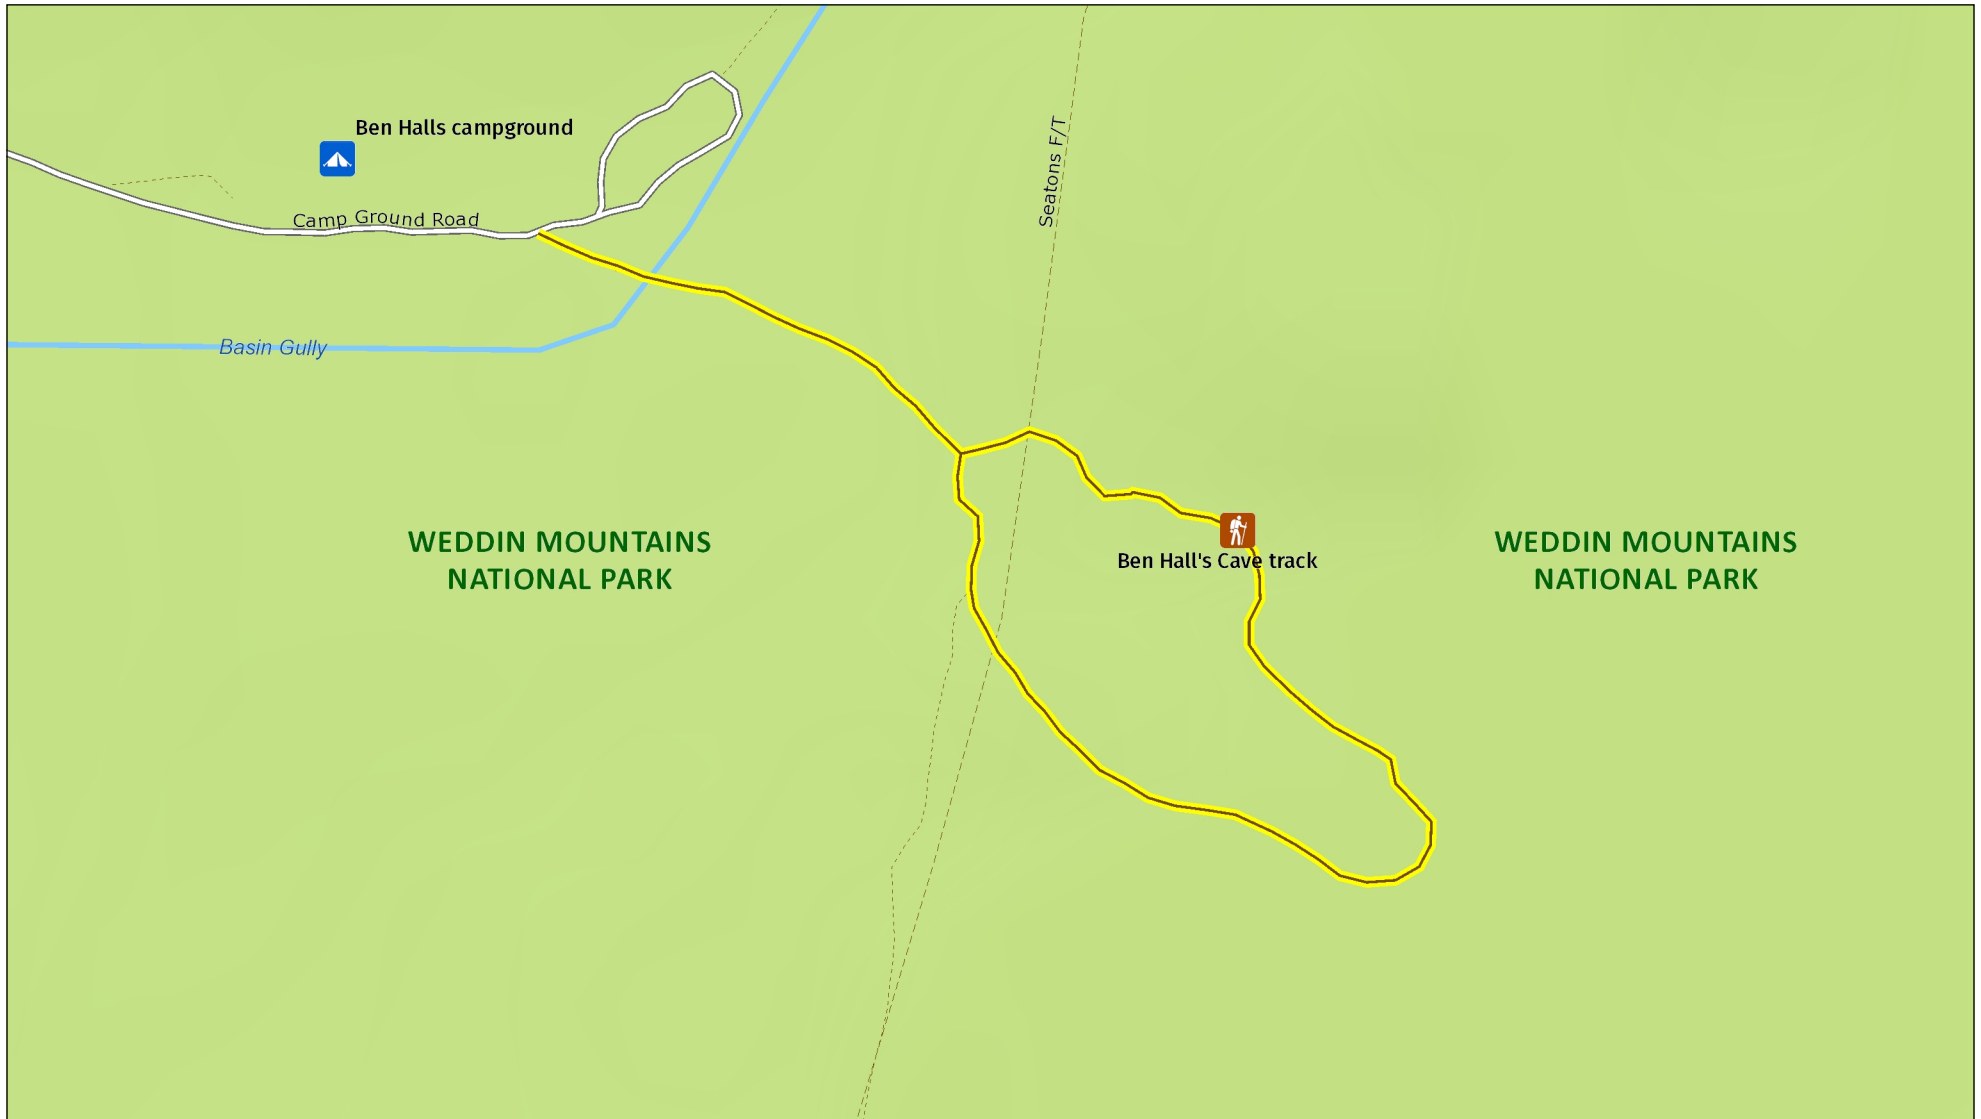 Ben Halls campground
Camp Ground Road
Seatons F/T
Basin Gully
WEDDIN MOUNTAINS
NATIONAL PARK
Ben Hall's Cave track
WEDDIN MOUNTAINS
NATIONAL PARK